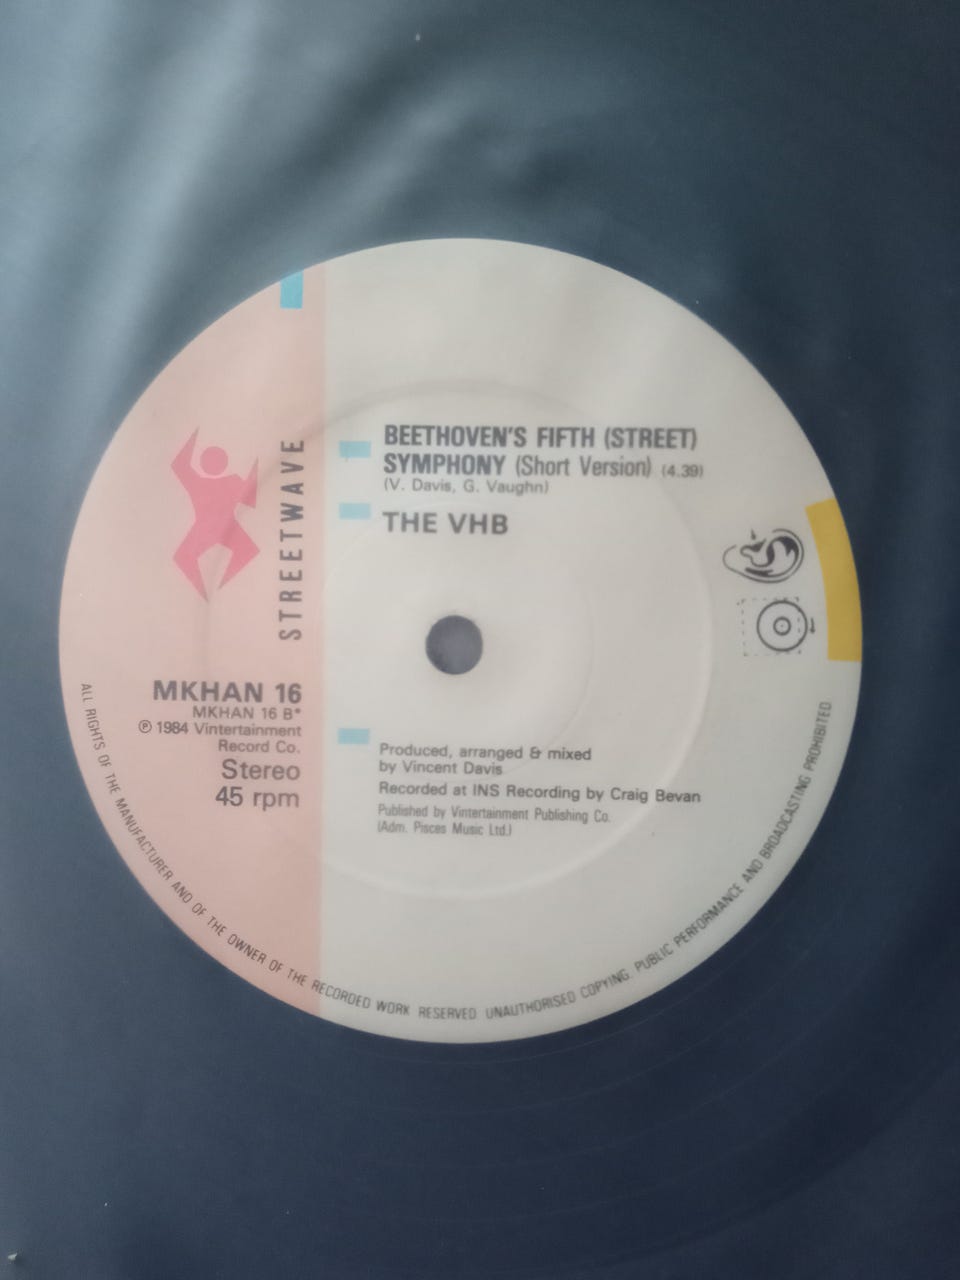 BEETHOVEN'S FIFTH (STREET)
SYMPHONY (Short Version) (4.39)
(V. Davis, G. Vaughn)
THE VHB
STREETWAVE
MKHAN 16
MKHAN 16 B*
Ⓟ 1984 Vintertainment
Record Co.
Stereo
45 rpm
Produced, arranged & mixed
by Vincent Davis
Recorded at INS Recording by Craig Bevan
Published by Vintertainment Publishing Co.
(Adm. Pisces Music Ltd.)
ALL RIGHTS OF THE MANUFACTURER AND OF THE OWNER OF THE RECORDED WORK RESERVED UNAUTHORISED COPYING. PUBLIC PERFORMANCE AND BROADCASTING PROHIBITED